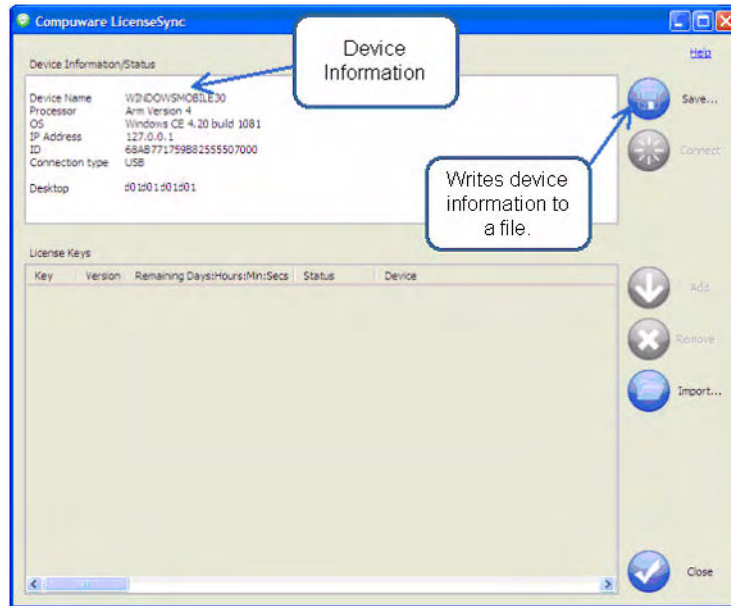 Compuware LicenseSync
Help
Device Information/Status
Device Information
Device Name WINDOWSMOBILE30
Processor Arm Version 4
OS Windows CE 4.20 build 1081
IP Address 127.0.0.1
ID
Connection type USB
Desktop
Save...
Connect
Writes device
information to
a file.
License Keys
Key Version Remaining Days:Hours:Min:Secs Status Device
Add
Remove
Import...
Close